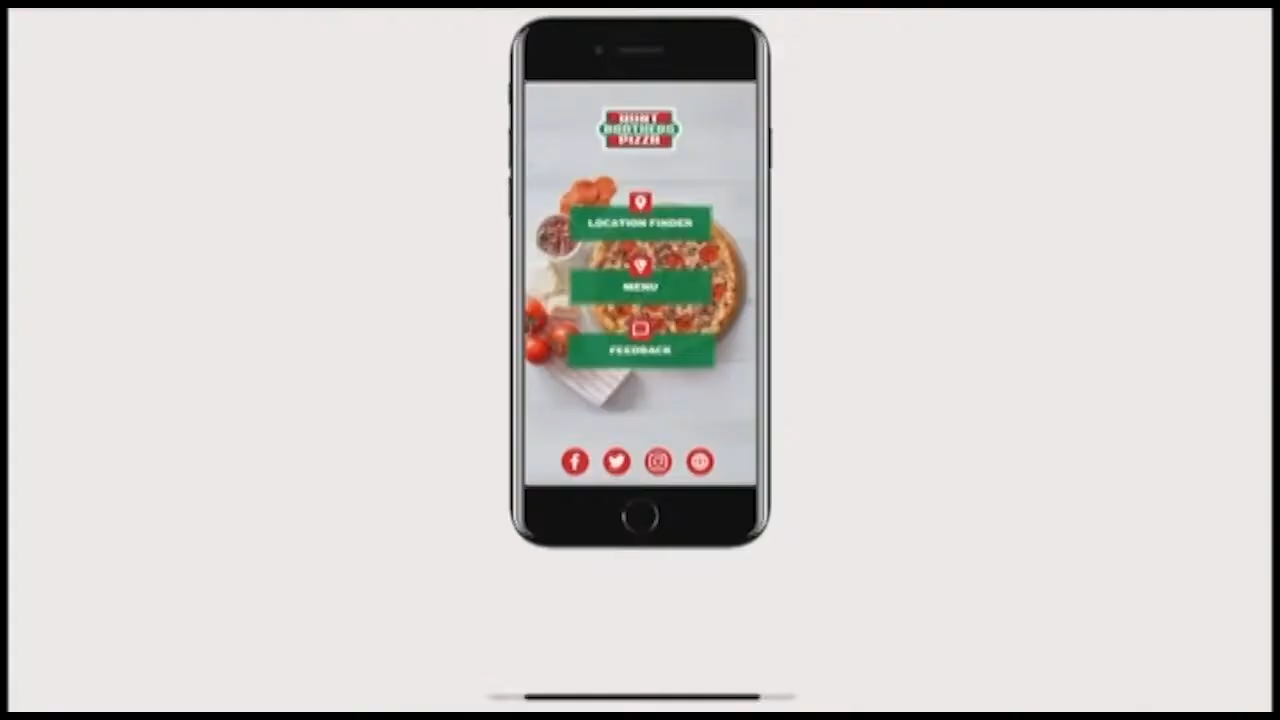 HUNT
BROTHERS
PIZZA
LOCATION FINDER
MENU
FEEDBACK